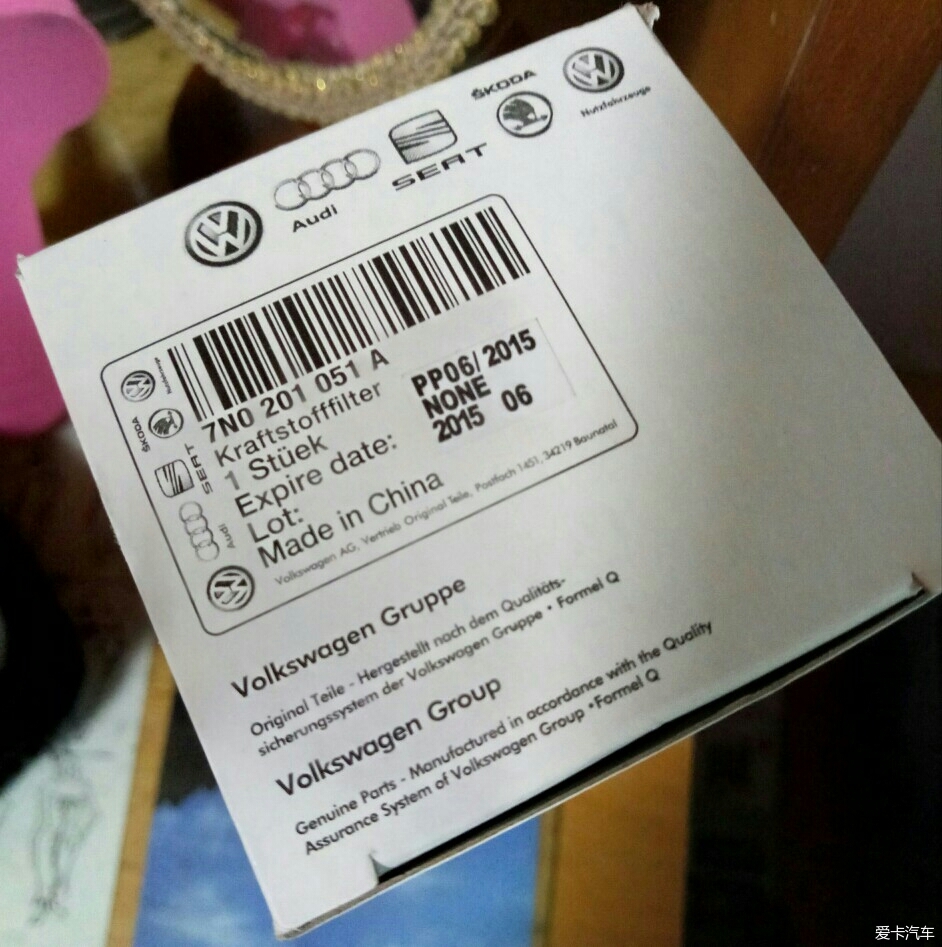 ŠKODA
Nutzfahrzeuge
SEAT
Audi
7N0 201 051 A
Kraftstofffilter
1 Stüek
Expire date:
Lot:
Made in China
PP06/ 2015
NONE
2015 06
Volkswagen AG, Vertrieb Original Teile, Postfach 1451, 34219 Baunatal
ŠKODA
SEAT
Audi
Volkswagen Gruppe
Original Teile - Hergestellt nach dem Qualitäts-
sicherungssystem der Volkswagen Gruppe • Formel Q
Volkswagen Group
Genuine Parts - Manufactured in accordance with the Quality
Assurance System of Volkswagen Group •Formel Q
爱卡汽车